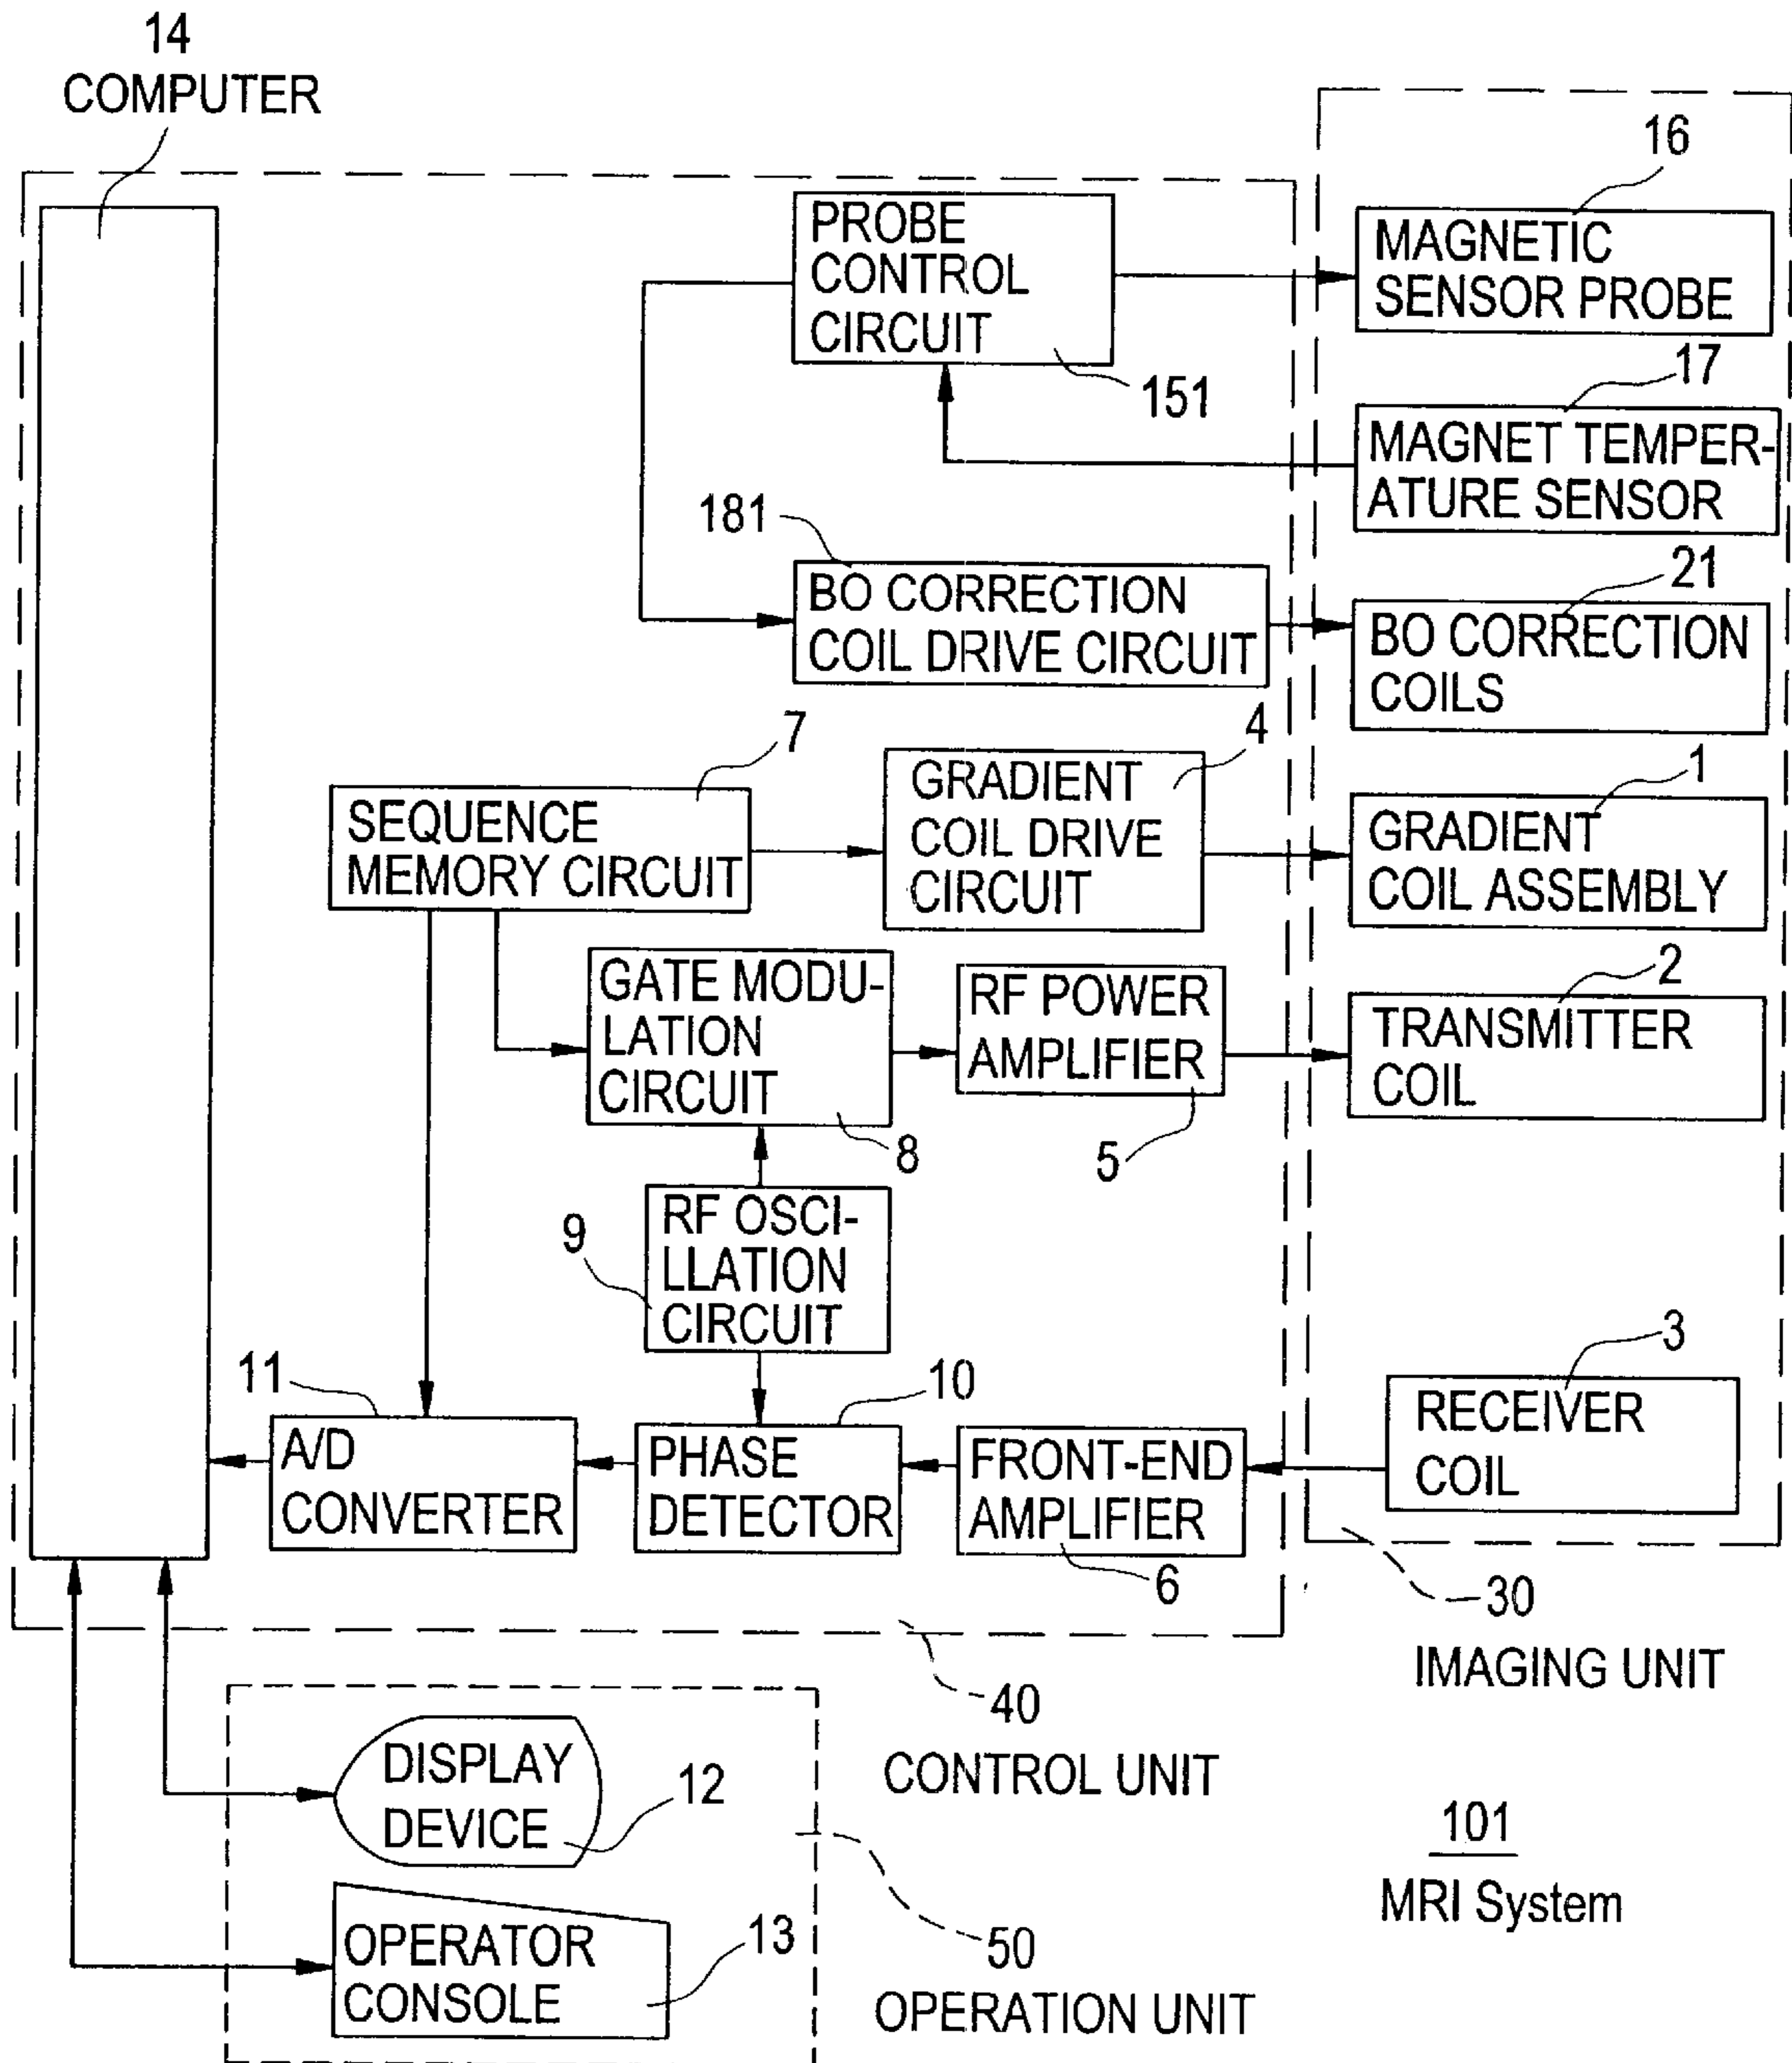 14
COMPUTER
16
PROBE
CONTROL
CIRCUIT
151
MAGNETIC
SENSOR PROBE
17
MAGNET TEMPER-
ATURE SENSOR
181
BO CORRECTION
COIL DRIVE CIRCUIT
21
BO CORRECTION
COILS
7
SEQUENCE
MEMORY CIRCUIT
4
GRADIENT
COIL DRIVE
CIRCUIT
1
GRADIENT
COIL ASSEMBLY
GATE MODU-
LATION
CIRCUIT
8
RF POWER
AMPLIFIER
5
2
TRANSMITTER
COIL
9
RF OSCI-
LLATION
CIRCUIT
11
A/D
CONVERTER
10
PHASE
DETECTOR
FRONT-END
AMPLIFIER
6
3
RECEIVER
COIL
30
IMAGING UNIT
40
CONTROL UNIT
DISPLAY
DEVICE
12
OPERATOR
CONSOLE
13
50
OPERATION UNIT
101
MRI System